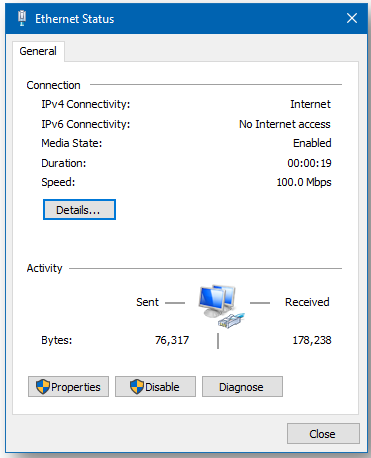 Ethernet Status
General
Connection
IPv4 Connectivity: Internet
IPv6 Connectivity: No Internet access
Media State: Enabled
Duration: 00:00:19
Speed: 100.0 Mbps
Details...
Activity
Sent Received
Bytes: 76,317 178,238
Properties Disable Diagnose
Close